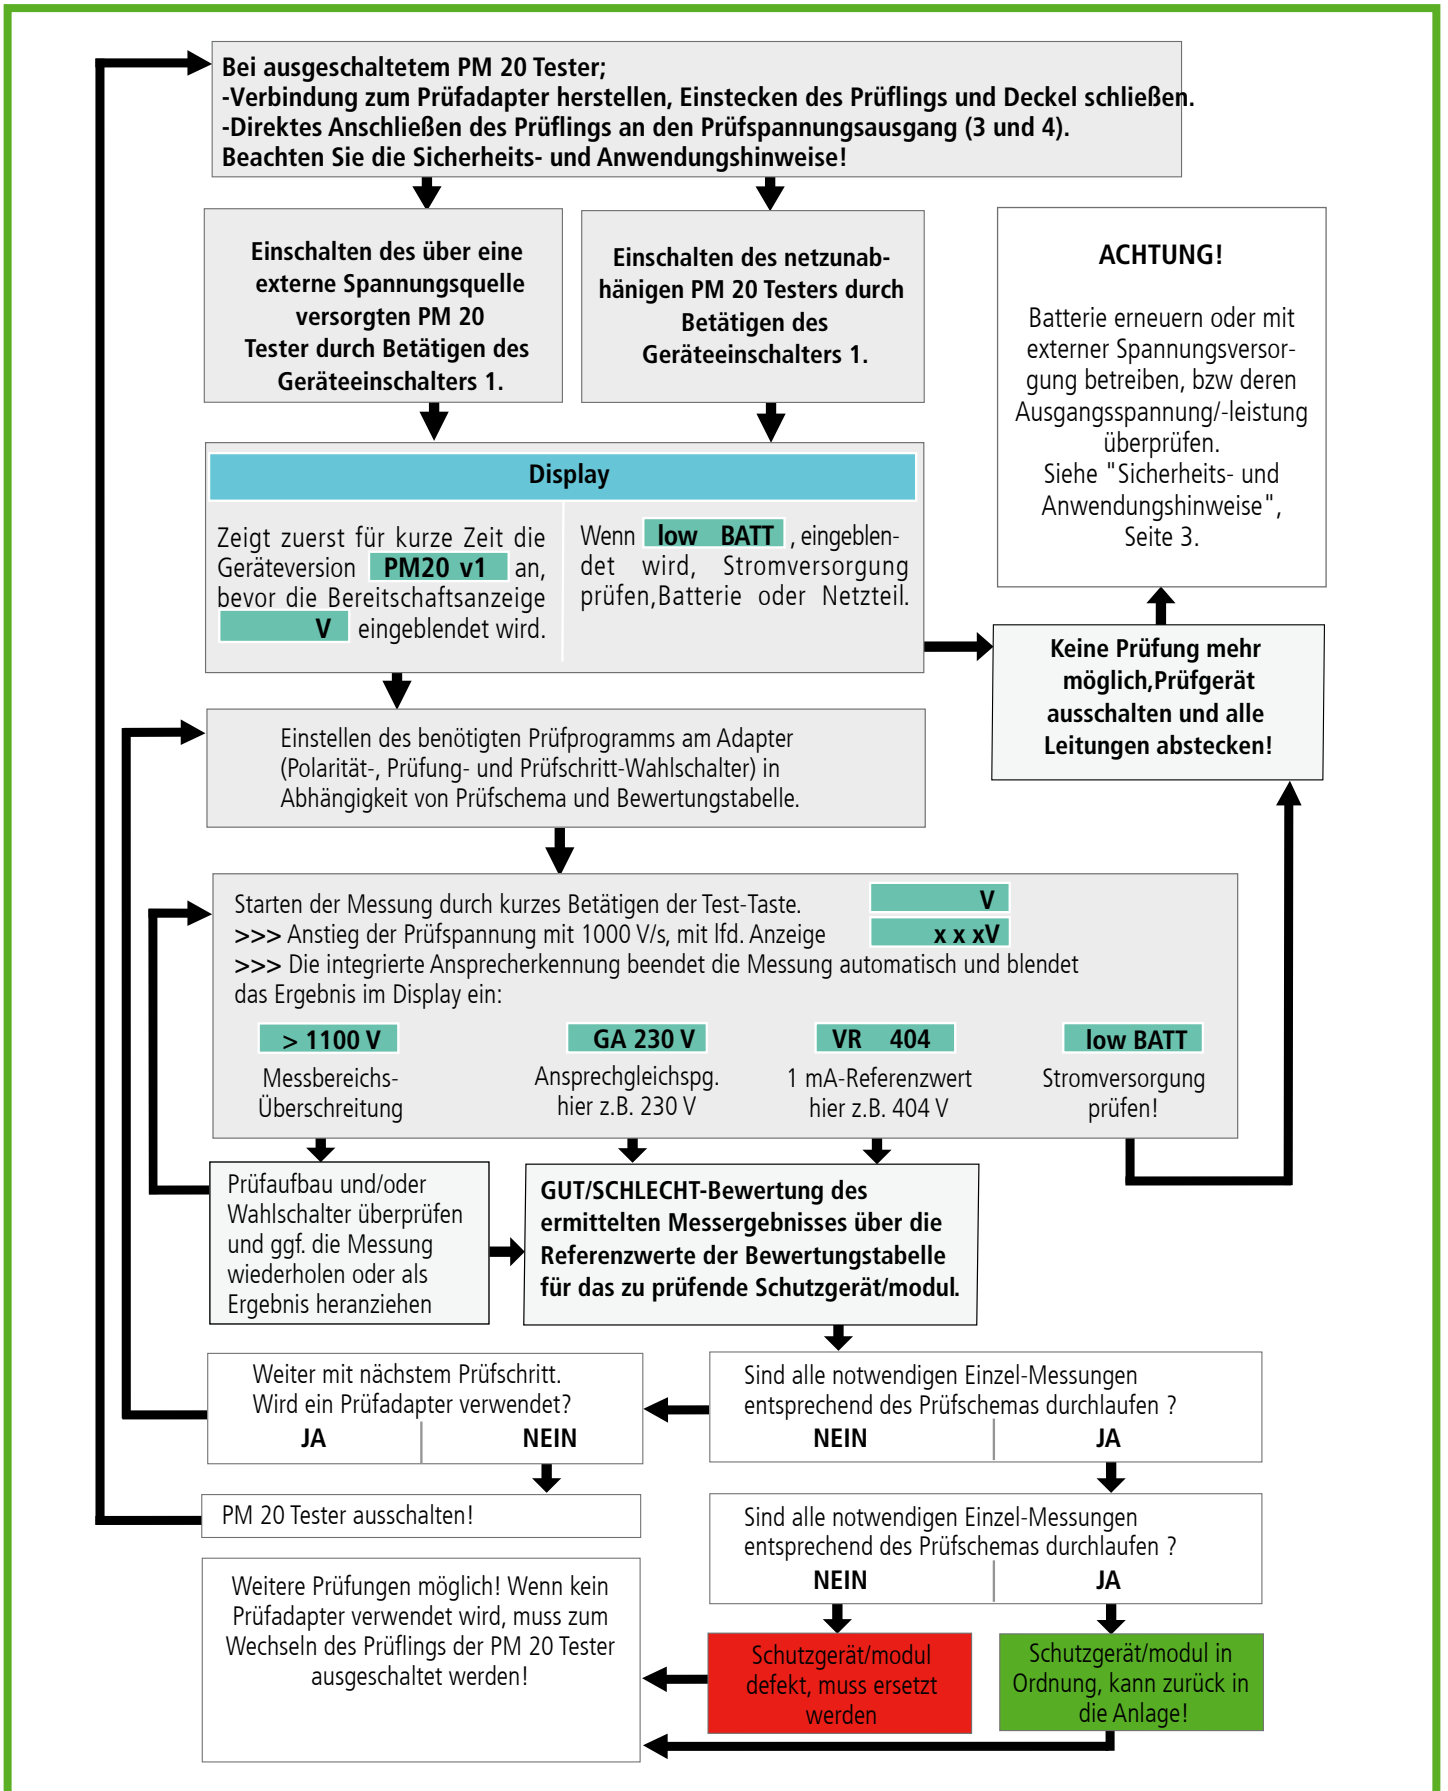 Bei ausgeschaltetem PM 20 Tester;
-Verbindung zum Prüfadapter herstellen, Einstecken des Prüflings und Deckel schließen.
-Direktes Anschließen des Prüflings an den Prüfspannungsausgang (3 und 4).
Beachten Sie die Sicherheits- und Anwendungshinweise!
Einschalten des über eine
externe Spannungsquelle
versorgten PM 20
Tester durch Betätigen des
Geräteeinschalters 1.
Einschalten des netzunab-
hänigen PM 20 Testers durch
Betätigen des
Geräteeinschalters 1.
ACHTUNG!
Batterie erneuern oder mit
externer Spannungsversor-
gung betreiben, bzw deren
Ausgangsspannung/-leistung
überprüfen.
Siehe "Sicherheits- und
Anwendungshinweise",
Seite 3.
Display
Zeigt zuerst für kurze Zeit die
Geräteversion PM20 v1 an,
bevor die Bereitschaftsanzeige
V eingeblendet wird.
Wenn low BATT , eingeblen-
det wird, Stromversorgung
prüfen,Batterie oder Netzteil.
Keine Prüfung mehr
möglich,Prüfgerät
ausschalten und alle
Leitungen abstecken!
Einstellen des benötigten Prüfprogramms am Adapter
(Polarität-, Prüfung- und Prüfschritt-Wahlschalter) in
Abhängigkeit von Prüfschema und Bewertungstabelle.
Starten der Messung durch kurzes Betätigen der Test-Taste. V
>>> Anstieg der Prüfspannung mit 1000 V/s, mit lfd. Anzeige x x xV
>>> Die integrierte Ansprecherkennung beendet die Messung automatisch und blendet
das Ergebnis im Display ein:
> 1100 V
Messbereichs-
Überschreitung
GA 230 V
Ansprechgleichspg.
hier z.B. 230 V
VR 404
1 mA-Referenzwert
hier z.B. 404 V
low BATT
Stromversorgung
prüfen!
Prüfaufbau und/oder
Wahlschalter überprüfen
und ggf. die Messung
wiederholen oder als
Ergebnis heranziehen
GUT/SCHLECHT-Bewertung des
ermittelten Messergebnisses über die
Referenzwerte der Bewertungstabelle
für das zu prüfende Schutzgerät/modul.
Weiter mit nächstem Prüfschritt.
Wird ein Prüfadapter verwendet?
JA NEIN
Sind alle notwendigen Einzel-Messungen
entsprechend des Prüfschemas durchlaufen ?
NEIN JA
PM 20 Tester ausschalten!
Sind alle notwendigen Einzel-Messungen
entsprechend des Prüfschemas durchlaufen ?
NEIN JA
Weitere Prüfungen möglich! Wenn kein
Prüfadapter verwendet wird, muss zum
Wechseln des Prüflings der PM 20 Tester
ausgeschaltet werden!
Schutzgerät/modul
defekt, muss ersetzt
werden
Schutzgerät/modul in
Ordnung, kann zurück in
die Anlage!